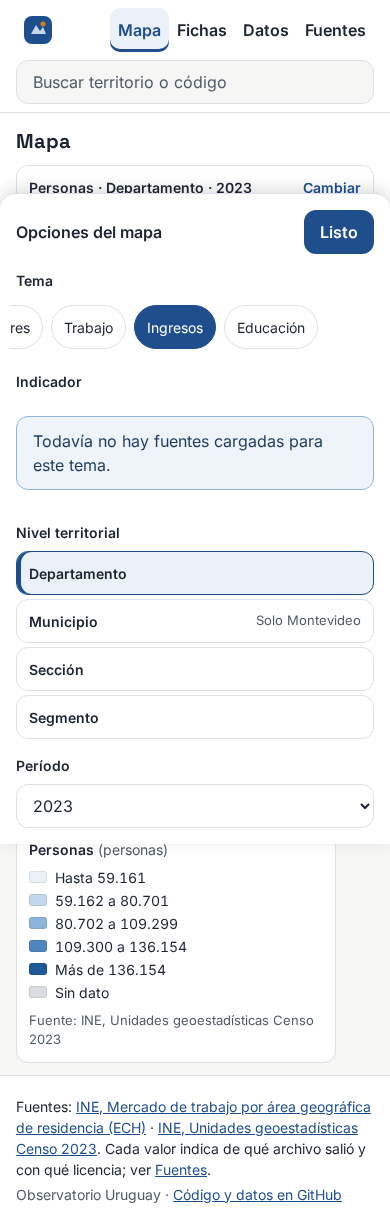 Mapa Fichas Datos Fuentes
Buscar territorio o código
Mapa
Personas · Departamento · 2023 Cambiar
Opciones del mapa Listo
Tema
res Trabajo Ingresos Educación
Indicador
Todavía no hay fuentes cargadas para
este tema.
Nivel territorial
Departamento
Municipio Solo Montevideo
Sección
Segmento
Período
2023
Personas (personas)
Hasta 59.161
59.162 a 80.701
80.702 a 109.299
109.300 a 136.154
Más de 136.154
Sin dato
Fuente: INE, Unidades geoestadísticas Censo
2023
Fuentes: INE, Mercado de trabajo por área geográfica
de residencia (ECH) · INE, Unidades geoestadísticas
Censo 2023. Cada valor indica de qué archivo salió y
con qué licencia; ver Fuentes.
Observatorio Uruguay · Código y datos en GitHub